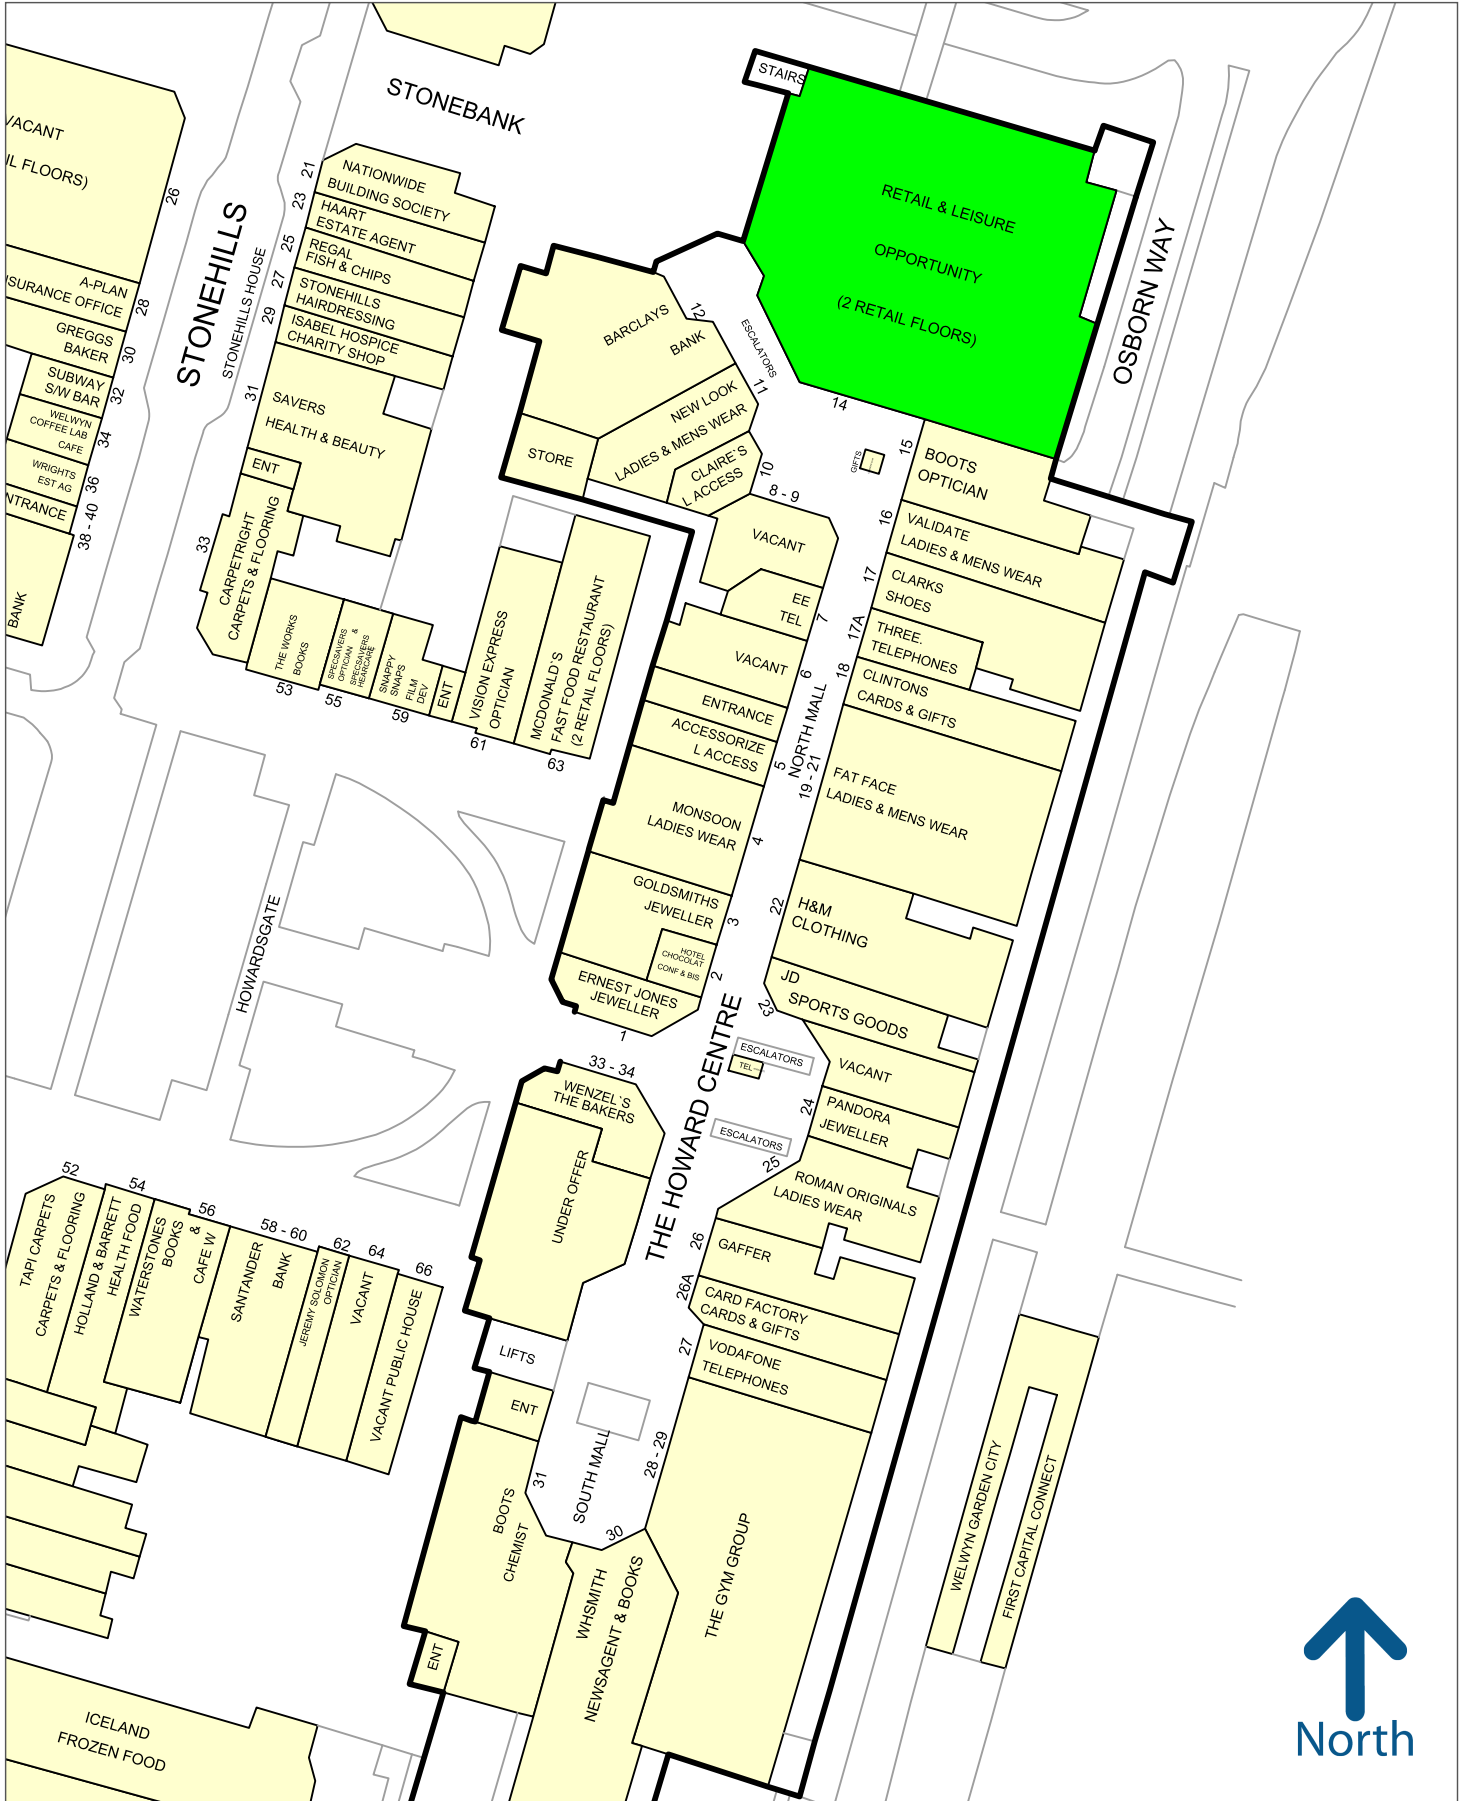 STAIRS
STONEBANK
VACANT
IL FLOORS)
26
21
NATIONWIDE
BUILDING SOCIETY
23
HAART
ESTATE AGENT
25
REGAL
FISH & CHIPS
27
STONEHILLS
HAIRDRESSING
29
ISABEL HOSPICE
CHARITY SHOP
STONEHILLS
STONEHILLS HOUSE
31
SAVERS
HEALTH & BEAUTY
ENT
33
CARPETRIGHT
CARPETS & FLOORING
A-PLAN
SURANCE OFFICE
28
GREGGS
BAKER
30
SUBWAY
S/W BAR
32
WELWYN
COFFEE LAB
CAFE
34
WRIGHTS
EST AG
36
NTRANCE
38 - 40
BANK
RETAIL & LEISURE
OPPORTUNITY
(2 RETAIL FLOORS)
OSBORN WAY
14
BARCLAYS
BANK
12
ESCALATORS
11
NEW LOOK
LADIES & MENS WEAR
STORE
CLAIRE`S
L ACCESS
10
8 - 9
GIFTS
15
BOOTS
OPTICIAN
16
VALIDATE
LADIES & MENS WEAR
17
CLARKS
SHOES
17A
THREE.
TELEPHONES
18
CLINTONS
CARDS & GIFTS
19 - 21
FAT FACE
LADIES & MENS WEAR
22
H&M
CLOTHING
JD
SPORTS GOODS
23
VACANT
EE
TEL
7
VACANT
6
ENTRANCE
ACCESSORIZE
L ACCESS
5
NORTH MALL
MONSOON
LADIES WEAR
4
GOLDSMITHS
JEWELLER
3
HOTEL
CHOCOLAT
CONF & BIS
2
ERNEST JONES
JEWELLER
1
THE WORKS
BOOKS
53
SPECSAVERS
OPTICIAN &
SPECSAVERS
HEARCARE
55
SNAPPY
SNAPS
FILM
DEV
59
ENT
VISION EXPRESS
OPTICIAN
61
MCDONALD`S
FAST FOOD RESTAURANT
(2 RETAIL FLOORS)
63
HOWARDSGATE
THE HOWARD CENTRE
ESCALATORS
TEL
ESCALATORS
VACANT
24
PANDORA
JEWELLER
25
ROMAN ORIGINALS
LADIES WEAR
26
GAFFER
26A
CARD FACTORY
CARDS & GIFTS
27
VODAFONE
TELEPHONES
28 - 29
THE GYM GROUP
33 - 34
WENZEL`S
THE BAKERS
UNDER OFFER
LIFTS
ENT
31
BOOTS
CHEMIST
SOUTH MALL
30
WHSMITH
NEWSAGENT & BOOKS
ENT
52
TAPI CARPETS
CARPETS & FLOORING
54
HOLLAND & BARRETT
HEALTH FOOD
56
WATERSTONES
BOOKS &
CAFE W
58 - 60
SANTANDER
BANK
62
JEREMY SOLOMON
OPTICIAN
64
VACANT
66
VACANT PUBLIC HOUSE
ICELAND
FROZEN FOOD
WELWYN GARDEN CITY
FIRST CAPITAL CONNECT
North